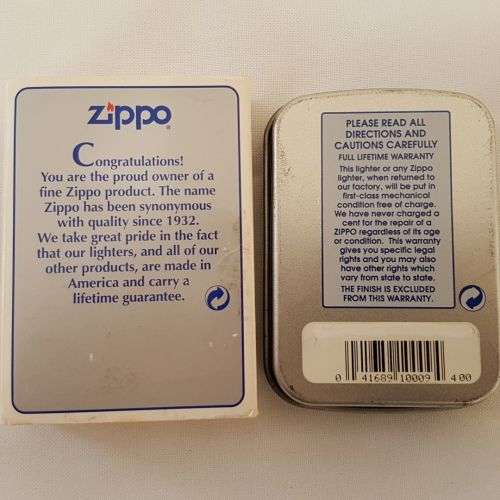 Zippo
Congratulations!
You are the proud owner of a
fine Zippo product. The name
Zippo has been synonymous
with quality since 1932.
We take great pride in the fact
that our lighters, and all of our
other products, are made in
America and carry a
lifetime guarantee.
PLEASE READ ALL
DIRECTIONS AND
CAUTIONS CAREFULLY
FULL LIFETIME WARRANTY
This lighter or any Zippo
lighter, when returned to
our factory, will be put in
first-class mechanical
condition free of charge.
We have never charged a
cent for the repair of a
ZIPPO regardless of its age
or condition. This warranty
gives you specific legal
rights and you may also
have other rights which
vary from state to state.
THE FINISH IS EXCLUDED
FROM THIS WARRANTY.
0 41689 10009 4 00